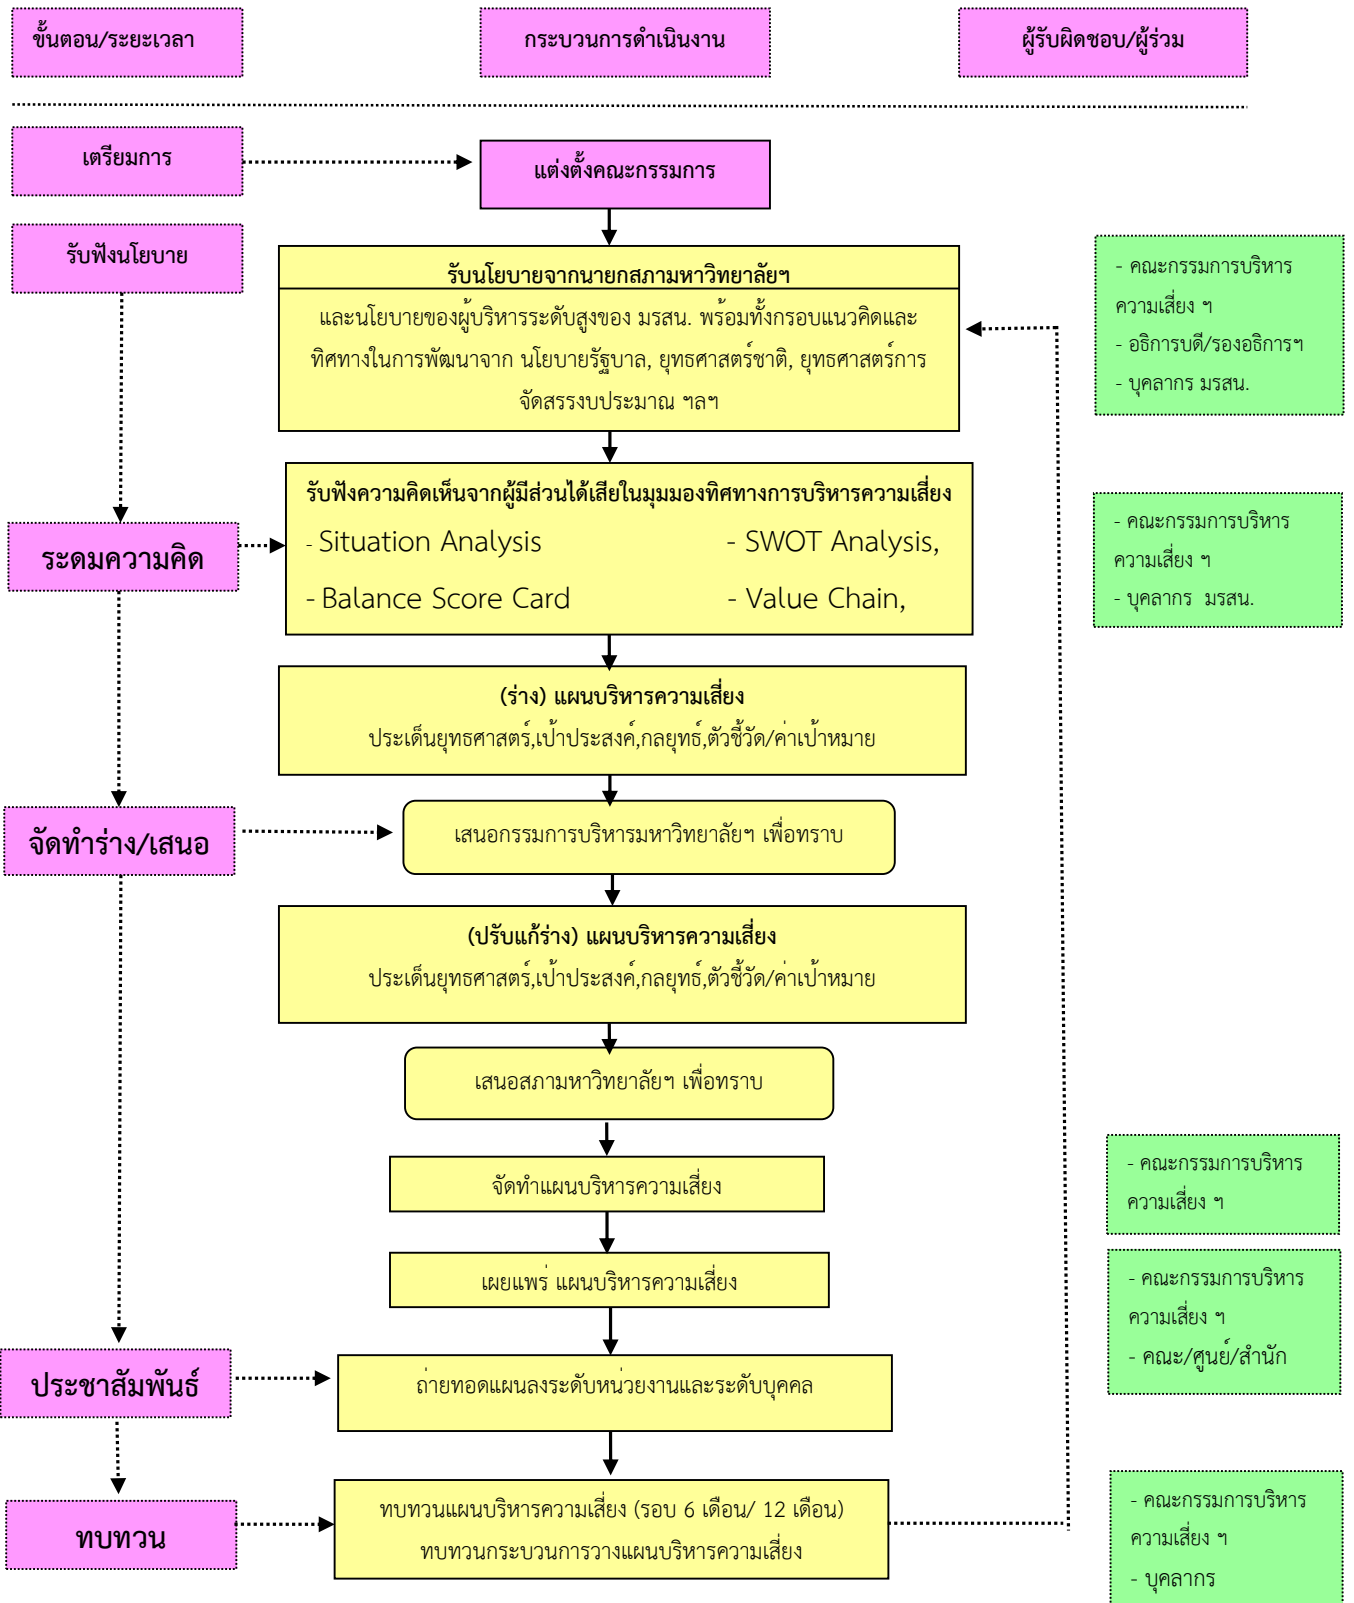 ขั้นตอน/ระยะเวลา
กระบวนการดำเนินงาน
ผู้รับผิดชอบ/ผู้ร่วม
เตรียมการ
แต่งตั้งคณะกรรมการ
รับฟังนโยบาย
รับนโยบายจากนายกสภามหาวิทยาลัยฯ
และนโยบายของผู้บริหารระดับสูงของ มรสน. พร้อมทั้งกรอบแนวคิดและ
ทิศทางในการพัฒนาจาก นโยบายรัฐบาล, ยุทธศาสตร์ชาติ, ยุทธศาสตร์การ
จัดสรรงบประมาณ ฯลฯ
- คณะกรรมการบริหาร
ความเสี่ยง ฯ
- อธิการบดี/รองอธิการฯ
- บุคลากร มรสน.
ระดมความคิด
รับฟังความคิดเห็นจากผู้มีส่วนได้เสียในมุมมองทิศทางการบริหารความเสี่ยง
- Situation Analysis - SWOT Analysis,
- Balance Score Card - Value Chain,
- คณะกรรมการบริหาร
ความเสี่ยง ฯ
- บุคลากร มรสน.
(ร่าง) แผนบริหารความเสี่ยง
ประเด็นยุทธศาสตร์,เป้าประสงค์,กลยุทธ์,ตัวชี้วัด/ค่าเป้าหมาย
จัดทำร่าง/เสนอ
เสนอกรรมการบริหารมหาวิทยาลัยฯ เพื่อทราบ
(ปรับแก้ร่าง) แผนบริหารความเสี่ยง
ประเด็นยุทธศาสตร์,เป้าประสงค์,กลยุทธ์,ตัวชี้วัด/ค่าเป้าหมาย
เสนอสภามหาวิทยาลัยฯ เพื่อทราบ
จัดทำแผนบริหารความเสี่ยง
- คณะกรรมการบริหาร
ความเสี่ยง ฯ
เผยแพร่ แผนบริหารความเสี่ยง
- คณะกรรมการบริหาร
ความเสี่ยง ฯ
- คณะ/ศูนย์/สำนัก
ประชาสัมพันธ์
ถ่ายทอดแผนลงระดับหน่วยงานและระดับบุคคล
ทบทวน
ทบทวนแผนบริหารความเสี่ยง (รอบ 6 เดือน/ 12 เดือน)
ทบทวนกระบวนการวางแผนบริหารความเสี่ยง
- คณะกรรมการบริหาร
ความเสี่ยง ฯ
- บุคลากร